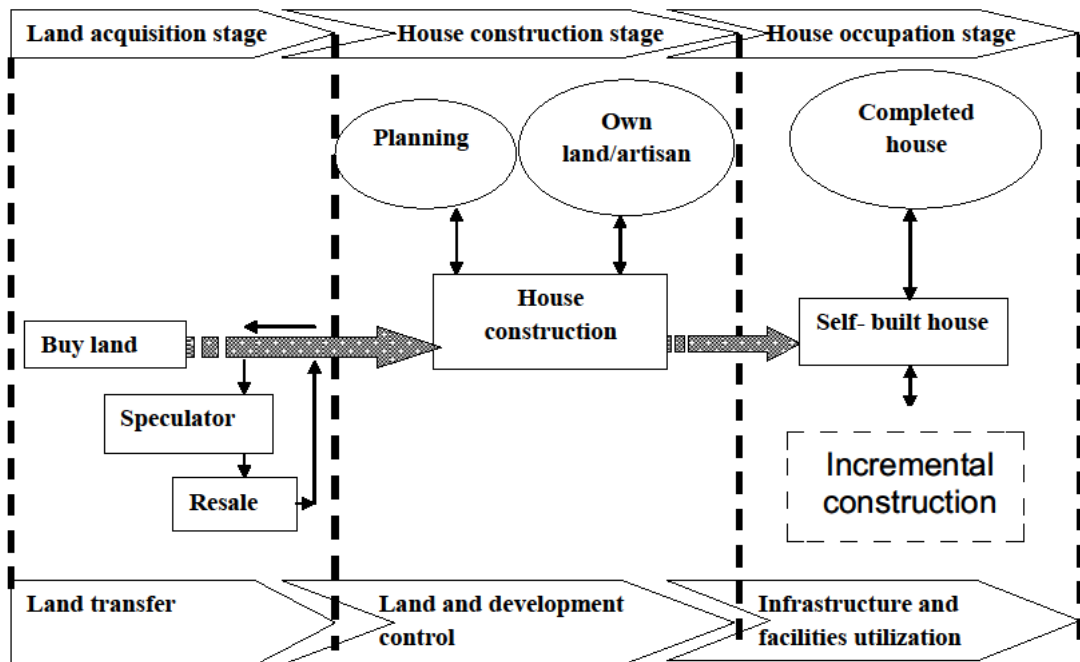 Land acquisition stage
House construction stage
House occupation stage
Planning
Own
land/artisan
Completed
house
House
construction
Buy land
Self- built house
Speculator
Resale
Incremental
construction
Land transfer
Land and development
control
Infrastructure and
facilities utilization